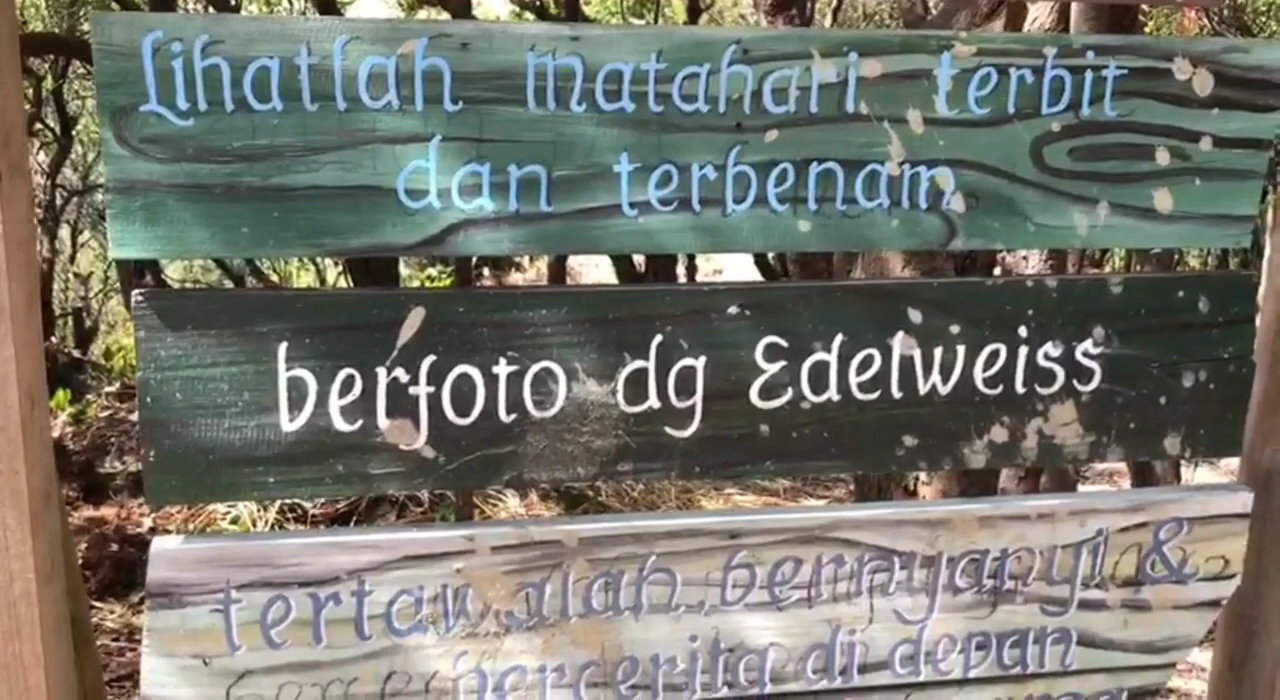 Lihatlah matahari terbit
dan terbenam
berfoto dg Edelweiss
tertawalah, bernyanyi &
bercerita di depan